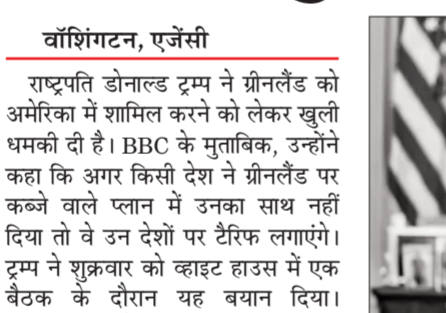 वॉशिंगटन, एजेंसी
राष्ट्रपति डोनाल्ड ट्रम्प ने ग्रीनलैंड को
अमेरिका में शामिल करने को लेकर खुली
धमकी दी है। BBC के मुताबिक, उन्होंने
कहा कि अगर किसी देश ने ग्रीनलैंड पर
कब्जे वाले प्लान में उनका साथ नहीं
दिया तो वे उन देशों पर टैरिफ लगाएंगे।
ट्रम्प ने शुक्रवार को व्हाइट हाउस में एक
बैठक के दौरान यह बयान दिया।